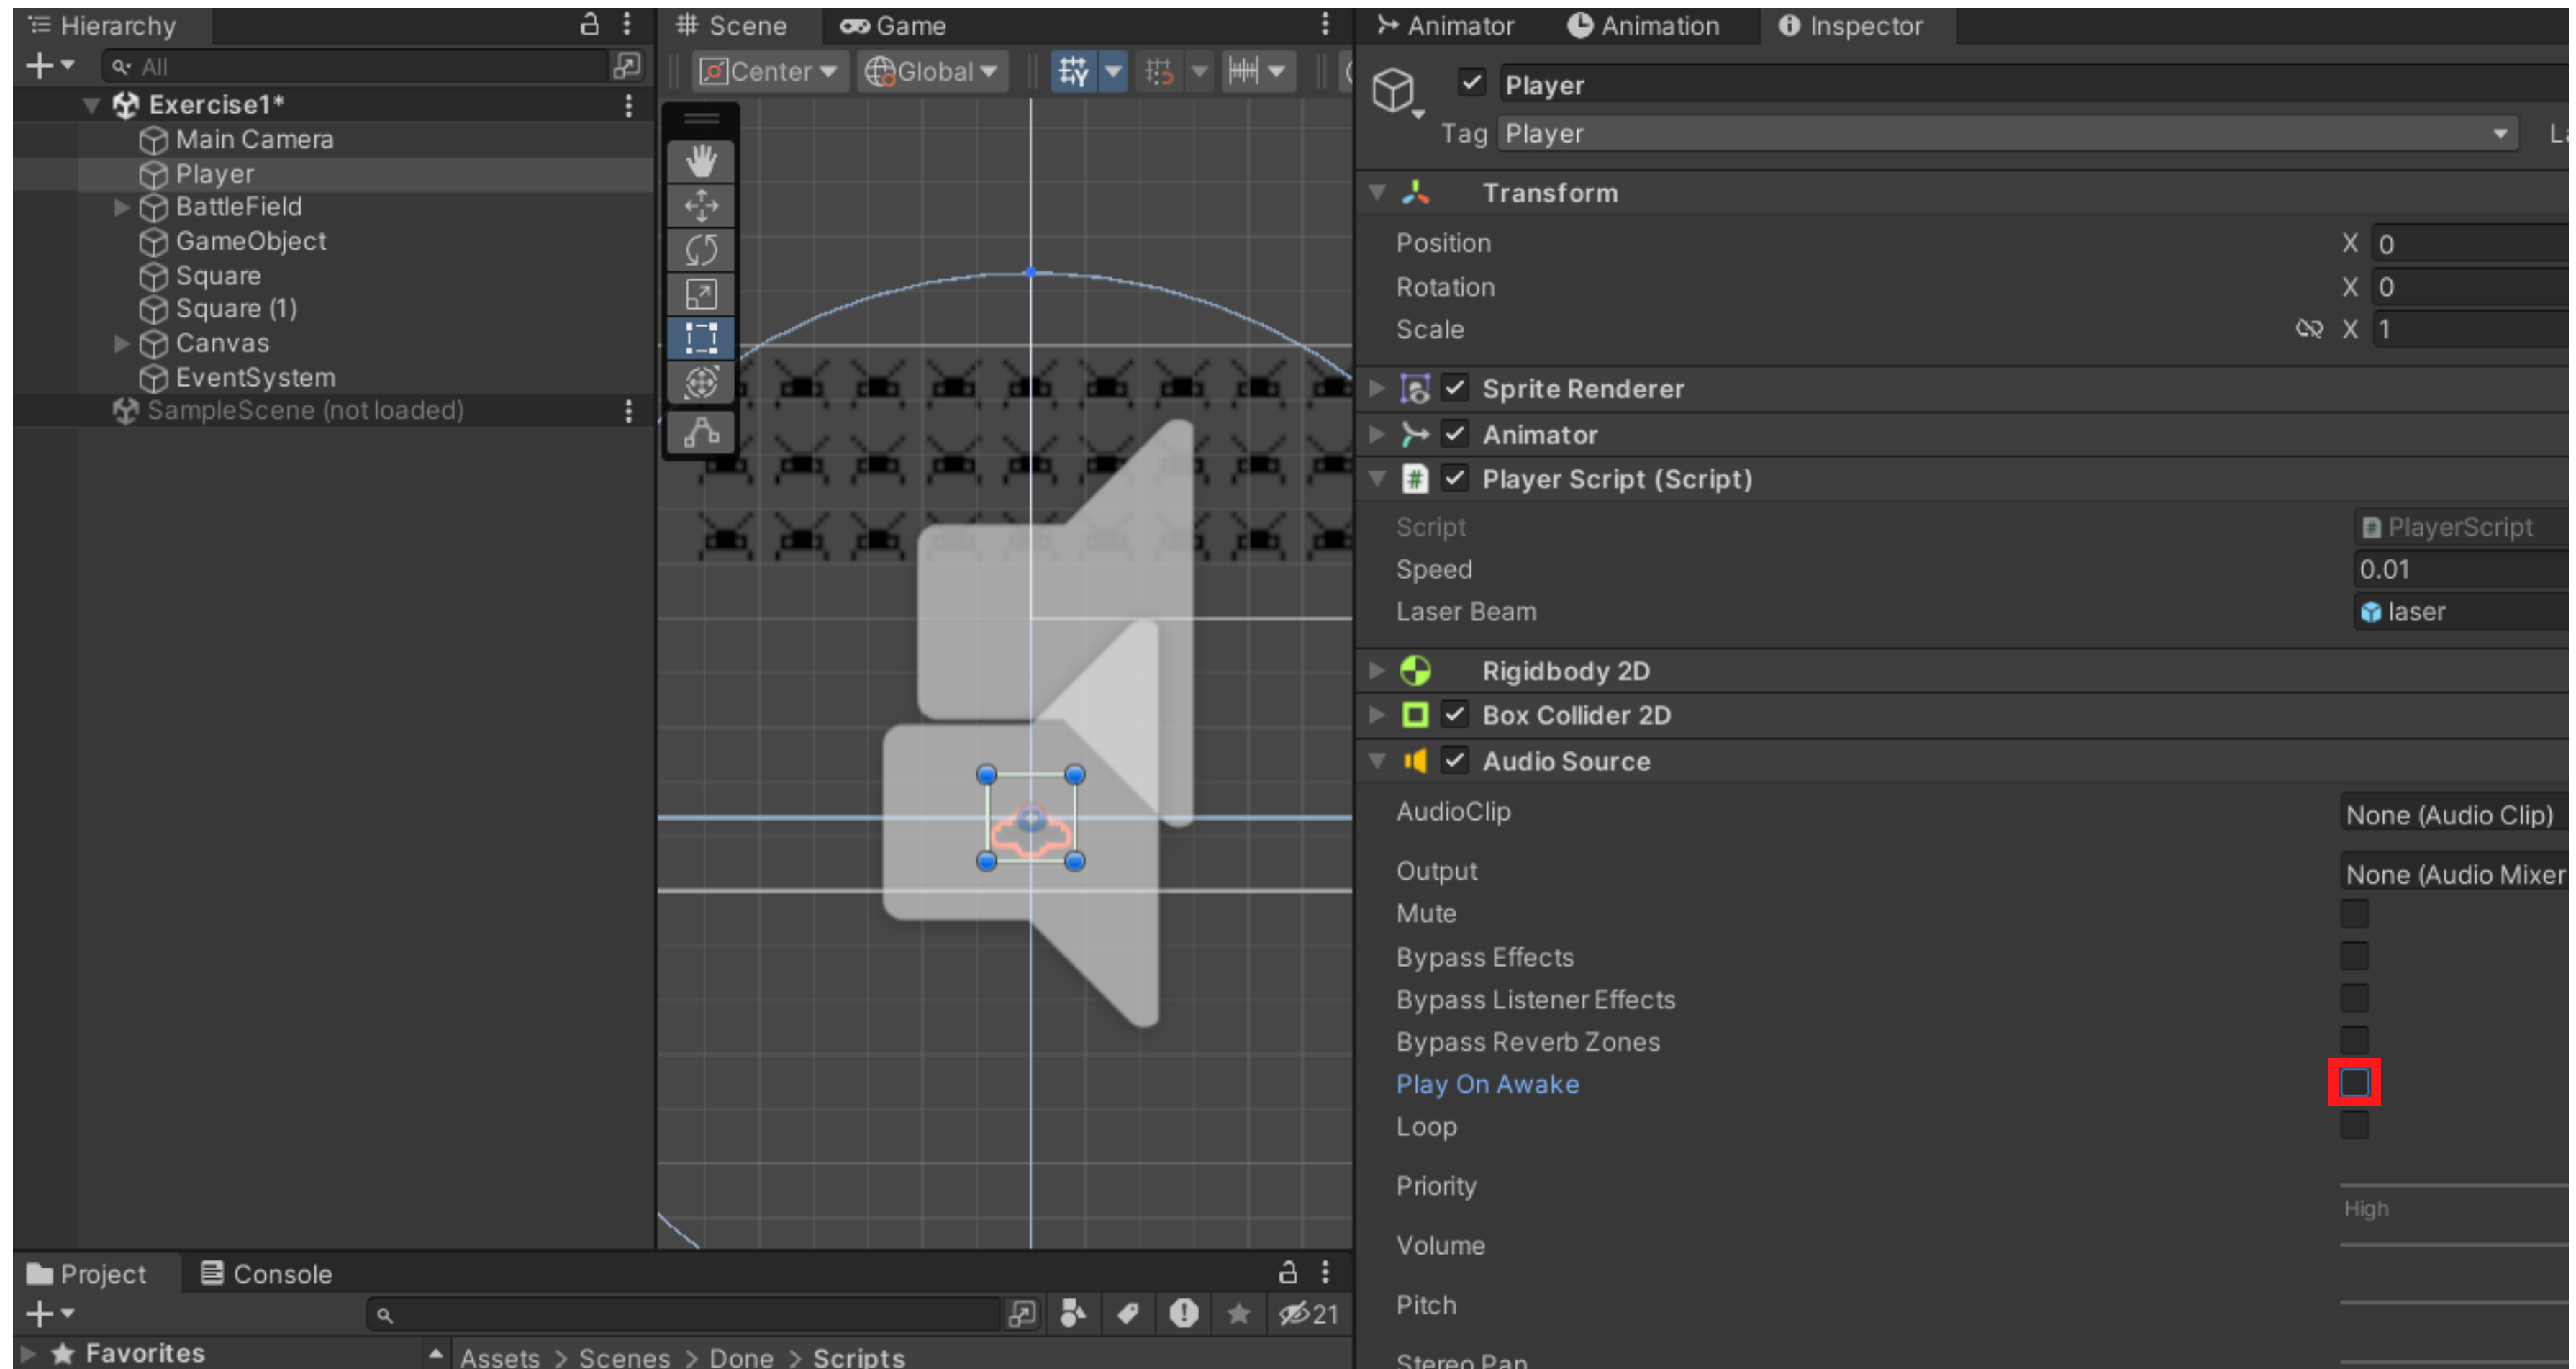 Hierarchy
All
Exercise1*
Main Camera
Player
BattleField
GameObject
Square
Square (1)
Canvas
EventSystem
SampleScene (not loaded)
Scene Game
Center Global
Animator Animation Inspector
Player
Tag Player
Transform
Position X 0
Rotation X 0
Scale X 1
Sprite Renderer
Animator
# Player Script (Script)
Script # PlayerScript
Speed 0.01
Laser Beam laser
Rigidbody 2D
Box Collider 2D
Audio Source
AudioClip None (Audio Clip)
Output None (Audio Mixer
Mute
Bypass Effects
Bypass Listener Effects
Bypass Reverb Zones
Play On Awake
Loop
Priority
High
Volume
Pitch
Stereo Pan
Project Console
21
Favorites
Assets > Scenes > Done > Scripts